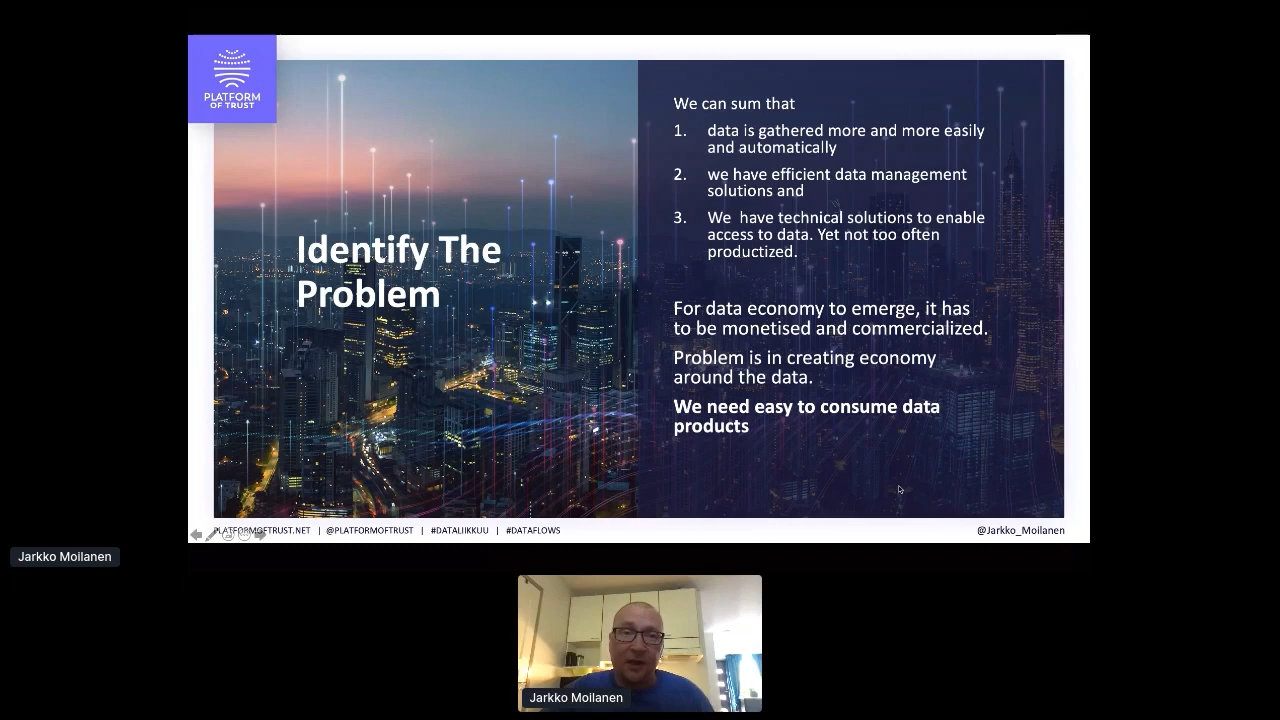 PLATFORM
OF TRUST
Identify The
Problem
We can sum that
1. data is gathered more and more easily
and automatically
2. we have efficient data management
solutions and
3. We have technical solutions to enable
access to data. Yet not too often
productized.
For data economy to emerge, it has
to be monetised and commercialized.
Problem is in creating economy
around the data.
We need easy to consume data
products
PLATFORMOFTRUST.NET | @PLATFORMOFTRUST | #DATALIIKKUU | #DATAFLOWS
@Jarkko_Moilanen
Jarkko Moilanen
Jarkko Moilanen